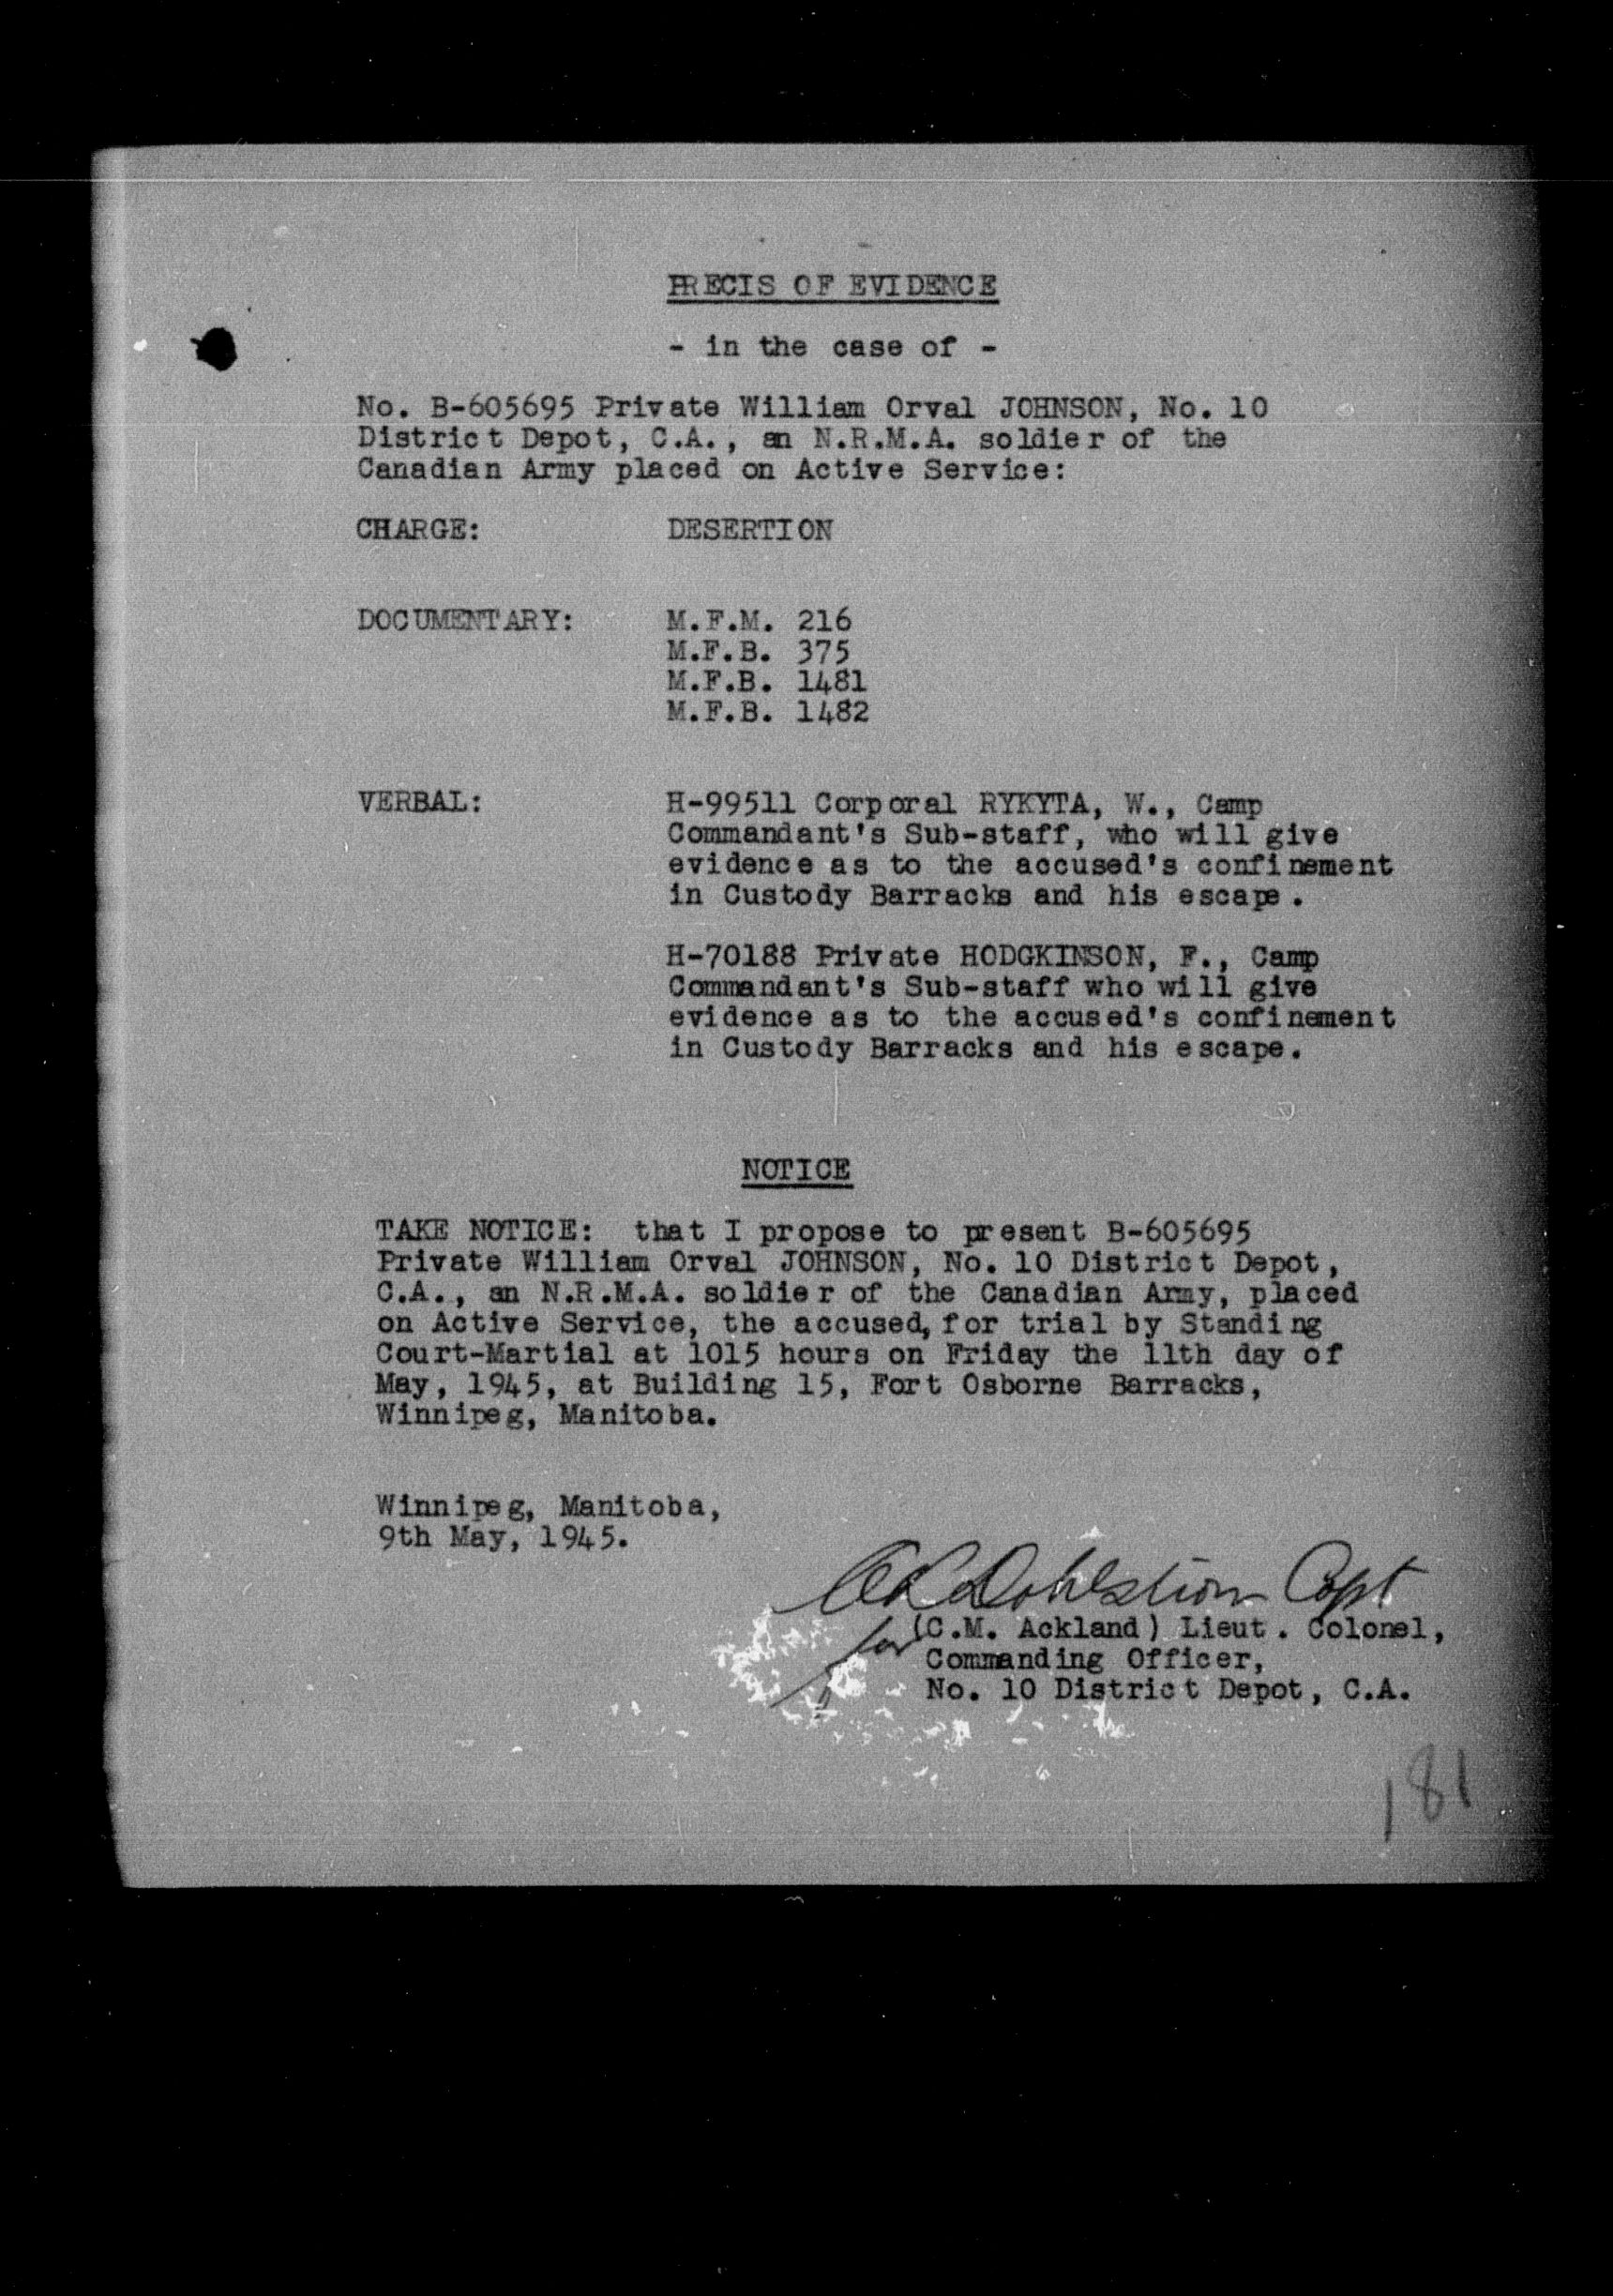 PRECIS OF EVIDENCE
- in the case of -
No. B-605695 Private William Orval JOHNSON, No. 10
District Depot, C.A., an N.R.M.A. soldier of the
Canadian Army placed on Active Service:
CHARGE: DESERTION
DOCUMENTARY: M.F.M. 216
M.F.B. 375
M.F.B. 1481
M.F.B. 1482
VERBAL: H-99511 Corporal RYKYTA, W., Camp
Commandant's Sub-staff, who will give
evidence as to the accused's confinement
in Custody Barracks and his escape.
H-70188 Private HODGKINSON, F., Camp
Commandant's Sub-staff who will give
evidence as to the accused's confinement
in Custody Barracks and his escape.
NOTICE
TAKE NOTICE: that I propose to present B-605695
Private William Orval JOHNSON, No. 10 District Depot,
C.A., an N.R.M.A. soldier of the Canadian Army, placed
on Active Service, the accused, for trial by Standing
Court-Martial at 1015 hours on Friday the 11th day of
May, 1945, at Building 15, Fort Osborne Barracks,
Winnipeg, Manitoba.
Winnipeg, Manitoba,
9th May, 1945.
Capt
for (C.M. Ackland) Lieut. Colonel,
Commanding Officer,
No. 10 District Depot, C.A.
181